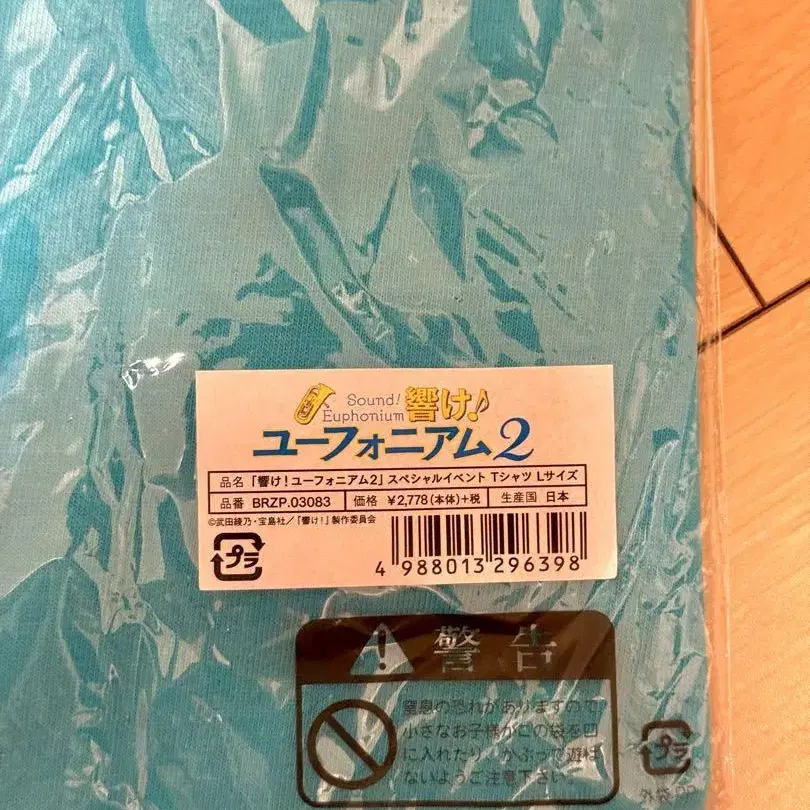 Sound!
Euphonium 響け!♪
ユーフォニアム2
品名 「響け!ユーフォニアム2」スペシャルイベント Tシャツ Lサイズ
品番 BRZP.03083 価格 ¥2,778(本体)+税 生産国 日本
©武田綾乃・宝島社/「響け!」製作委員会
プラ
4 988013 296398
警告
窒息の恐れがありますので
小さなお子様がこの袋を口
に入れたり、かぶって遊ば
ないようご注意下さい。
プラ